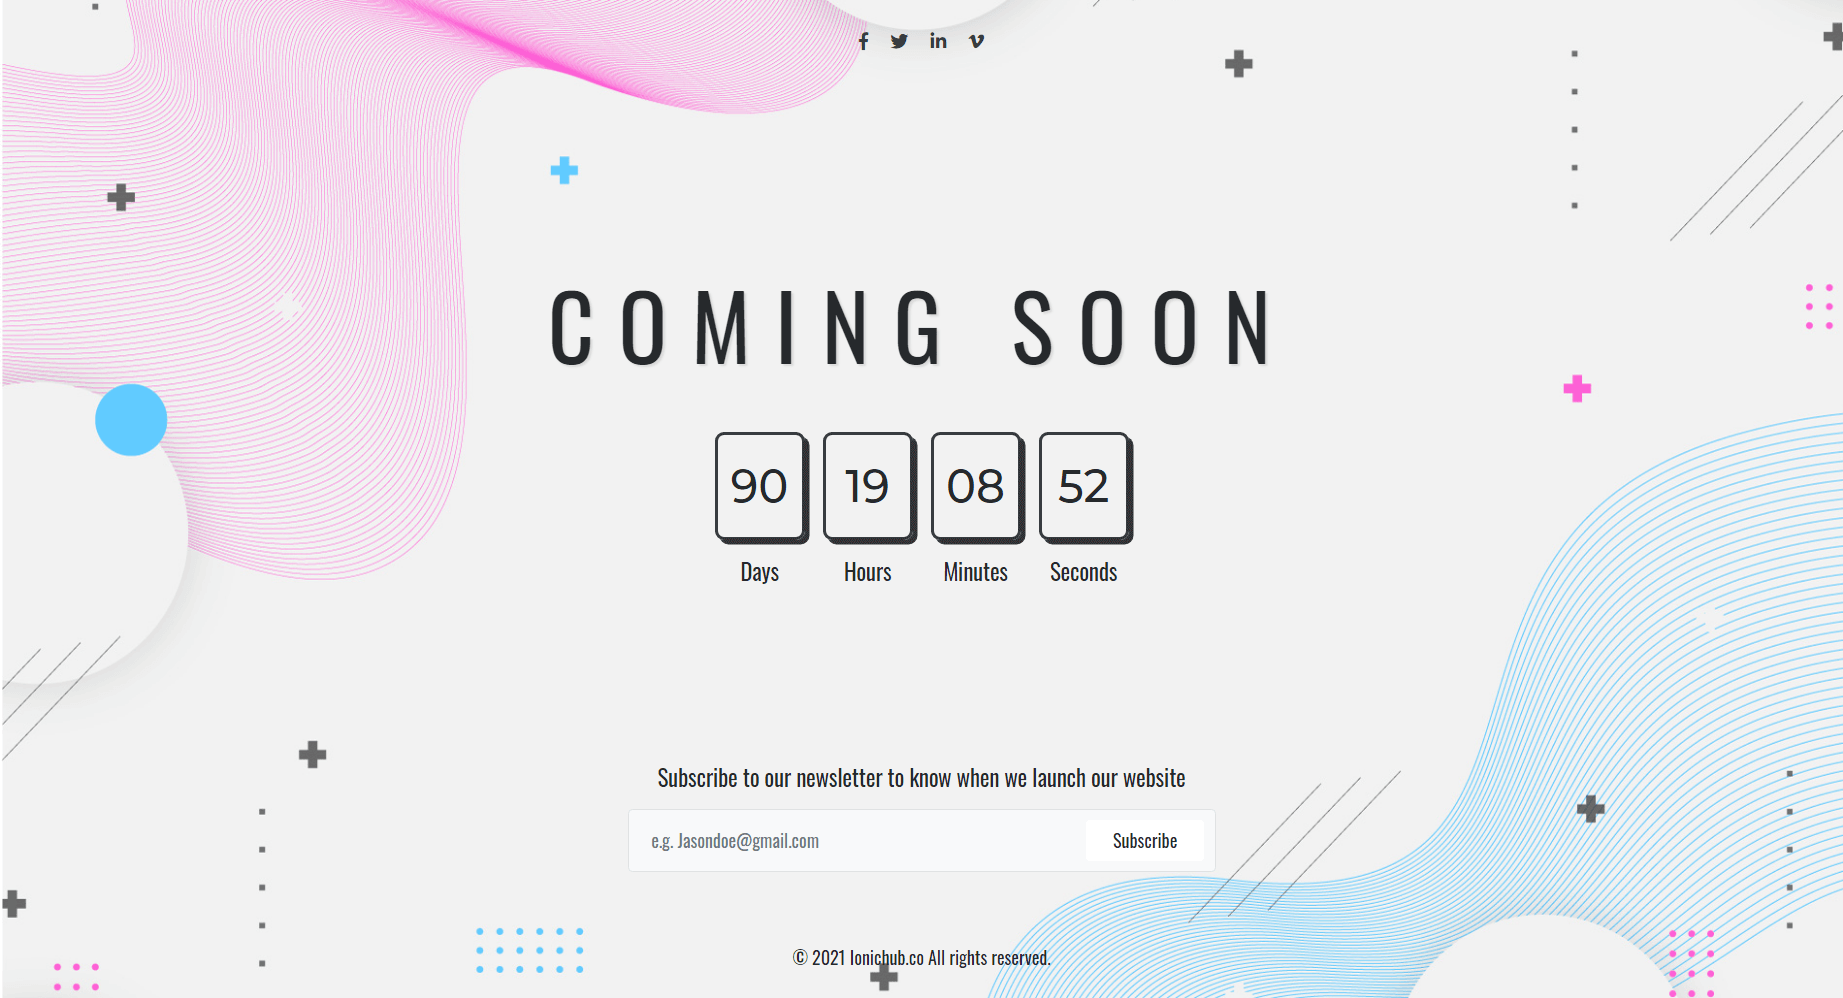 COMING SOON
90 19 08 52
Days Hours Minutes Seconds
Subscribe to our newsletter to know when we launch our website
e.g. Jasondoe@gmail.com Subscribe
© 2021 Ionichub.co All rights reserved.